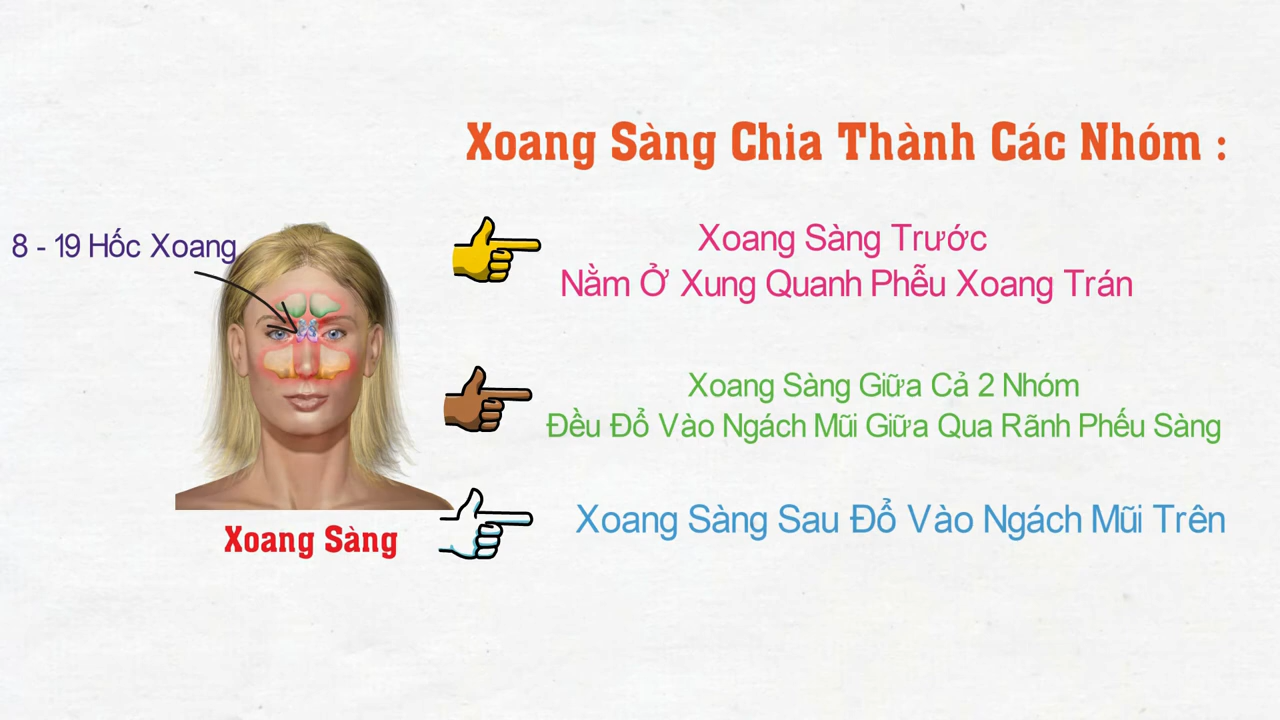 Xoang Sàng Chia Thành Các Nhóm :
8 - 19 Hốc Xoang
Xoang Sàng Trước
Nằm Ở Xung Quanh Phễu Xoang Trán
Xoang Sàng Giữa Cả 2 Nhóm
Đều Đổ Vào Ngách Mũi Giữa Qua Rãnh Phếu Sàng
Xoang Sàng Sau Đổ Vào Ngách Mũi Trên
Xoang Sàng